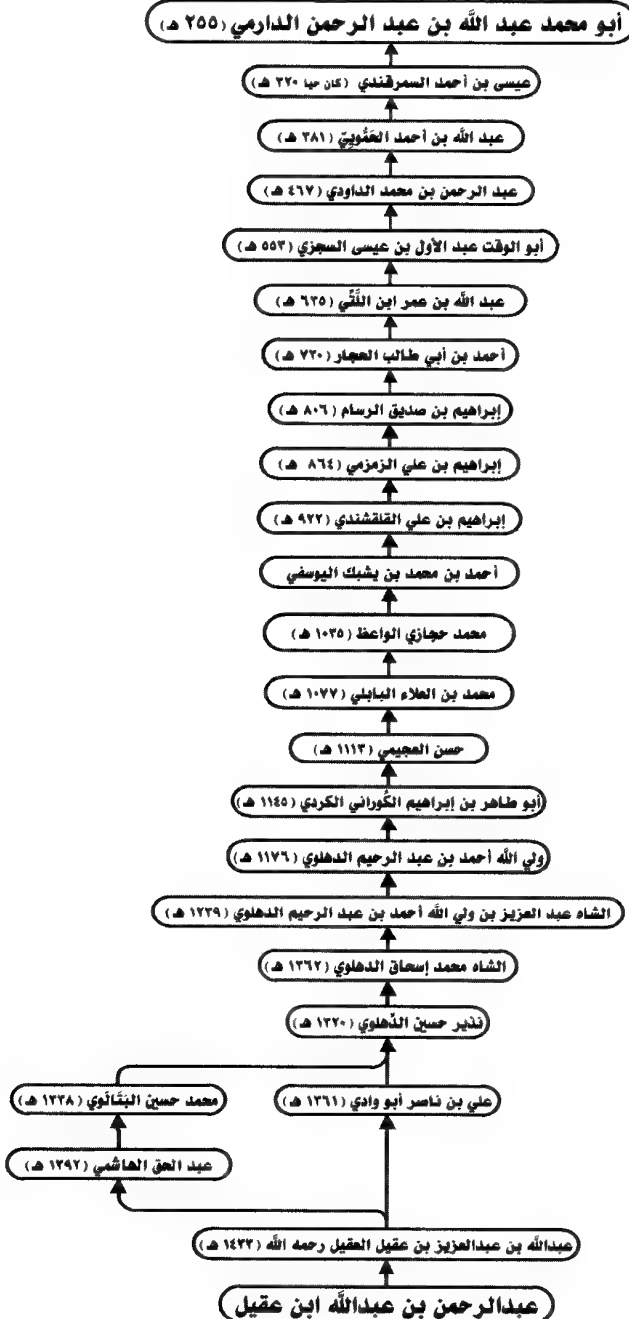 أبو محمد عبد الله بن عبد الرحمن الدارمي (٢٥٥ هـ)
عيسى بن أحمد السمرقندي (كان حيا ٣٢٠ هـ)
عبد الله بن أحمد الحَمُّوييّ (٣٨١ هـ)
عبد الرحمن بن محمد الداودي (٤٦٧ هـ)
أبو الوقت عبد الأول بن عيسى السجزي (٥٥٣ هـ)
عبد الله بن عمر ابن اللَّتِّي (٦٣٥ هـ)
أحمد بن أبي طالب الحجار (٧٣٠ هـ)
إبراهيم بن صديق الرسام (٨٠٦ هـ)
إبراهيم بن علي الزمزمي (٨٦٤ هـ)
إبراهيم بن علي القلقشندي (٩٢٢ هـ)
أحمد بن محمد بن يشبك اليوسفي
محمد حجازي الواعظ (١٠٣٥ هـ)
محمد بن العلاء البابلي (١٠٧٧ هـ)
حسن العجيمي (١١١٣ هـ)
أبو طاهر بن إبراهيم الكُوراني الكردي (١١٤٥ هـ)
ولي الله أحمد بن عبد الرحيم الدهلوي (١١٧٦ هـ)
الشاه عبد العزيز بن ولي الله أحمد بن عبد الرحيم الدهلوي (١٢٣٩ هـ)
الشاه محمد إسحاق الدهلوي (١٣٦٢ هـ)
نذير حسين الدِّهلوي (١٣٢٠ هـ)
علي بن ناصر أبو وادي (١٣٦١ هـ)
محمد حسين البَتَالَوي (١٣٣٨ هـ)
عبد الحق الهاشمي (١٣٩٢ هـ)
عبدالله بن عبدالعزيز بن عقيل العقيل رحمه الله (١٤٣٣ هـ)
عبدالرحمن بن عبدالله ابن عقيل